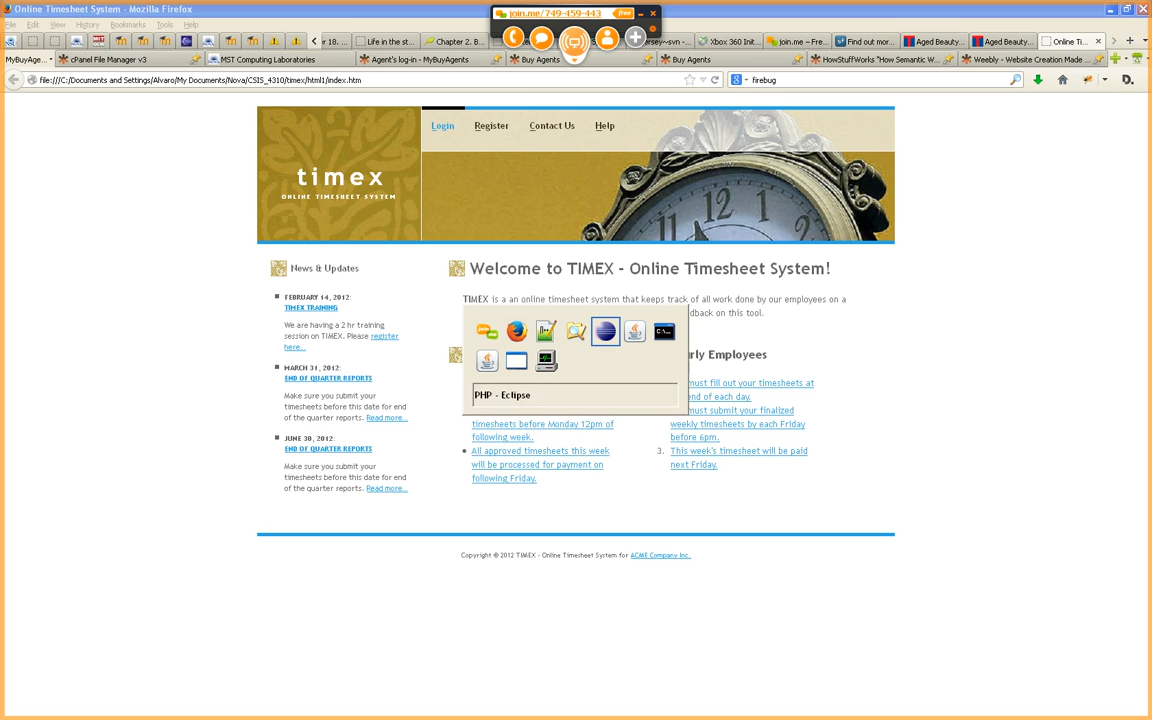 Online Timesheet System - Mozilla Firefox
join.me/749-459-443 free
File Edit View History Bookmarks Tools Help
r 18. ... Life in the st... Chapter 2. B... ersey~svn -... Xbox 360 Init... join.me – Fre... Find out mor... Aged Beauty... Aged Beauty... Online Ti...
MyBuyAge... cPanel File Manager v3 MST Computing Laboratories Agent's log-in - MyBuyAgents Buy Agents Buy Agents HowStuffWorks "How Semantic W... Weebly - Website Creation Made ...
file:///C:/Documents and Settings/Alvaro/My Documents/Nova/CSIS_4310/timex/html1/index.htm
firebug
D.
Login Register Contact Us Help
timex
ONLINE TIMESHEET SYSTEM
12 1
News & Updates
FEBRUARY 14, 2012:
TIMEX TRAINING
We are having a 2 hr training
session on TIMEX. Please register
here...
MARCH 31, 2012:
END OF QUARTER REPORTS
Make sure you submit your
timesheets before this date for end
of the quarter reports. Read more...
JUNE 30, 2012:
END OF QUARTER REPORTS
Make sure you submit your
timesheets before this date for end
of the quarter reports. Read more...
Welcome to TIMEX - Online Timesheet System!
TIMEX is a an online timesheet system that keeps track of all work done by our employees on a
dback on this tool.
PHP - Eclipse
timesheets before Monday 12pm of
following week.
All approved timesheets this week
will be processed for payment on
following Friday.
rly Employees
must fill out your timesheets at
end of each day.
must submit your finalized
weekly timesheets by each Friday
before 6pm.
3. This week's timesheet will be paid
next Friday.
Copyright © 2012 TIMEX - Online Timesheet System for ACME Company Inc.